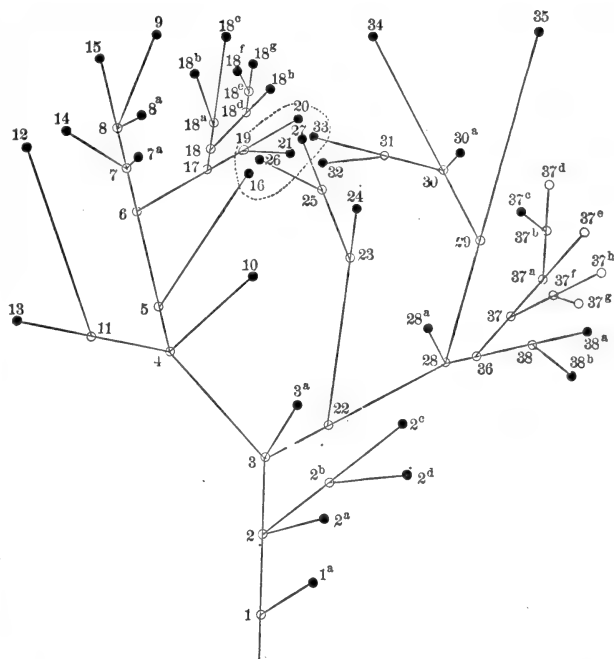 9 18ᶜ 34 35
15 18ᵇ 18ᶠ 18ᵍ
18ᵉ 18ʰ
14 8 8ᵃ 18ᵃ 18ᵈ 20
12 27 33 31 30ᵃ
7 7ᵃ 18 19 21 37ᵈ
17 26 32 30 37ᶜ
16 25 37ᵇ 37ᵉ
6 24 29
23 37ʰ
37ᵃ 37ᶠ
10 37ᵍ
5 28ᵃ 37
13 11 38ᵃ
4 28 36 38
38ᵇ
3ᵃ
22 2ᶜ
3
2ᵇ 2ᵈ
2 2ᵃ
1ᵃ
1